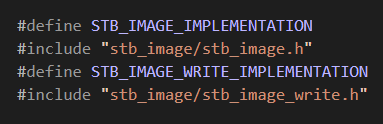 #define STB_IMAGE_IMPLEMENTATION
#include "stb_image/stb_image.h"
#define STB_IMAGE_WRITE_IMPLEMENTATION
#include "stb_image/stb_image_write.h"